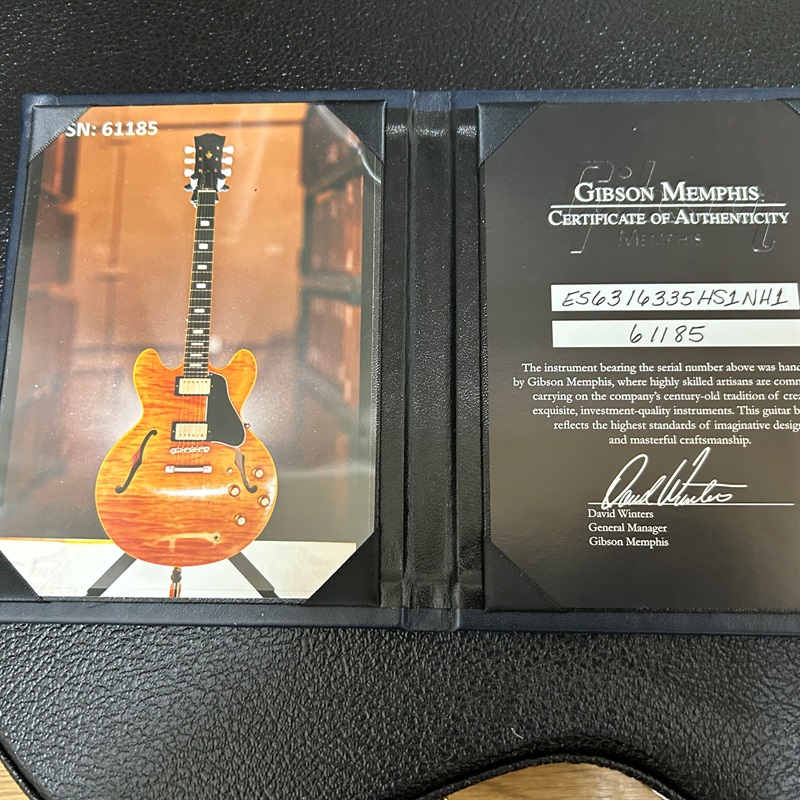 SN: 61185
GIBSON MEMPHIS
CERTIFICATE OF AUTHENTICITY
MEMPHIS
ES6316335HS1NH1
61185
The instrument bearing the serial number above was hand
by Gibson Memphis, where highly skilled artisans are comm
carrying on the company's century-old tradition of crea
exquisite, investment-quality instruments. This guitar b
reflects the highest standards of imaginative design
and masterful craftsmanship.
David Winters
David Winters
General Manager
Gibson Memphis